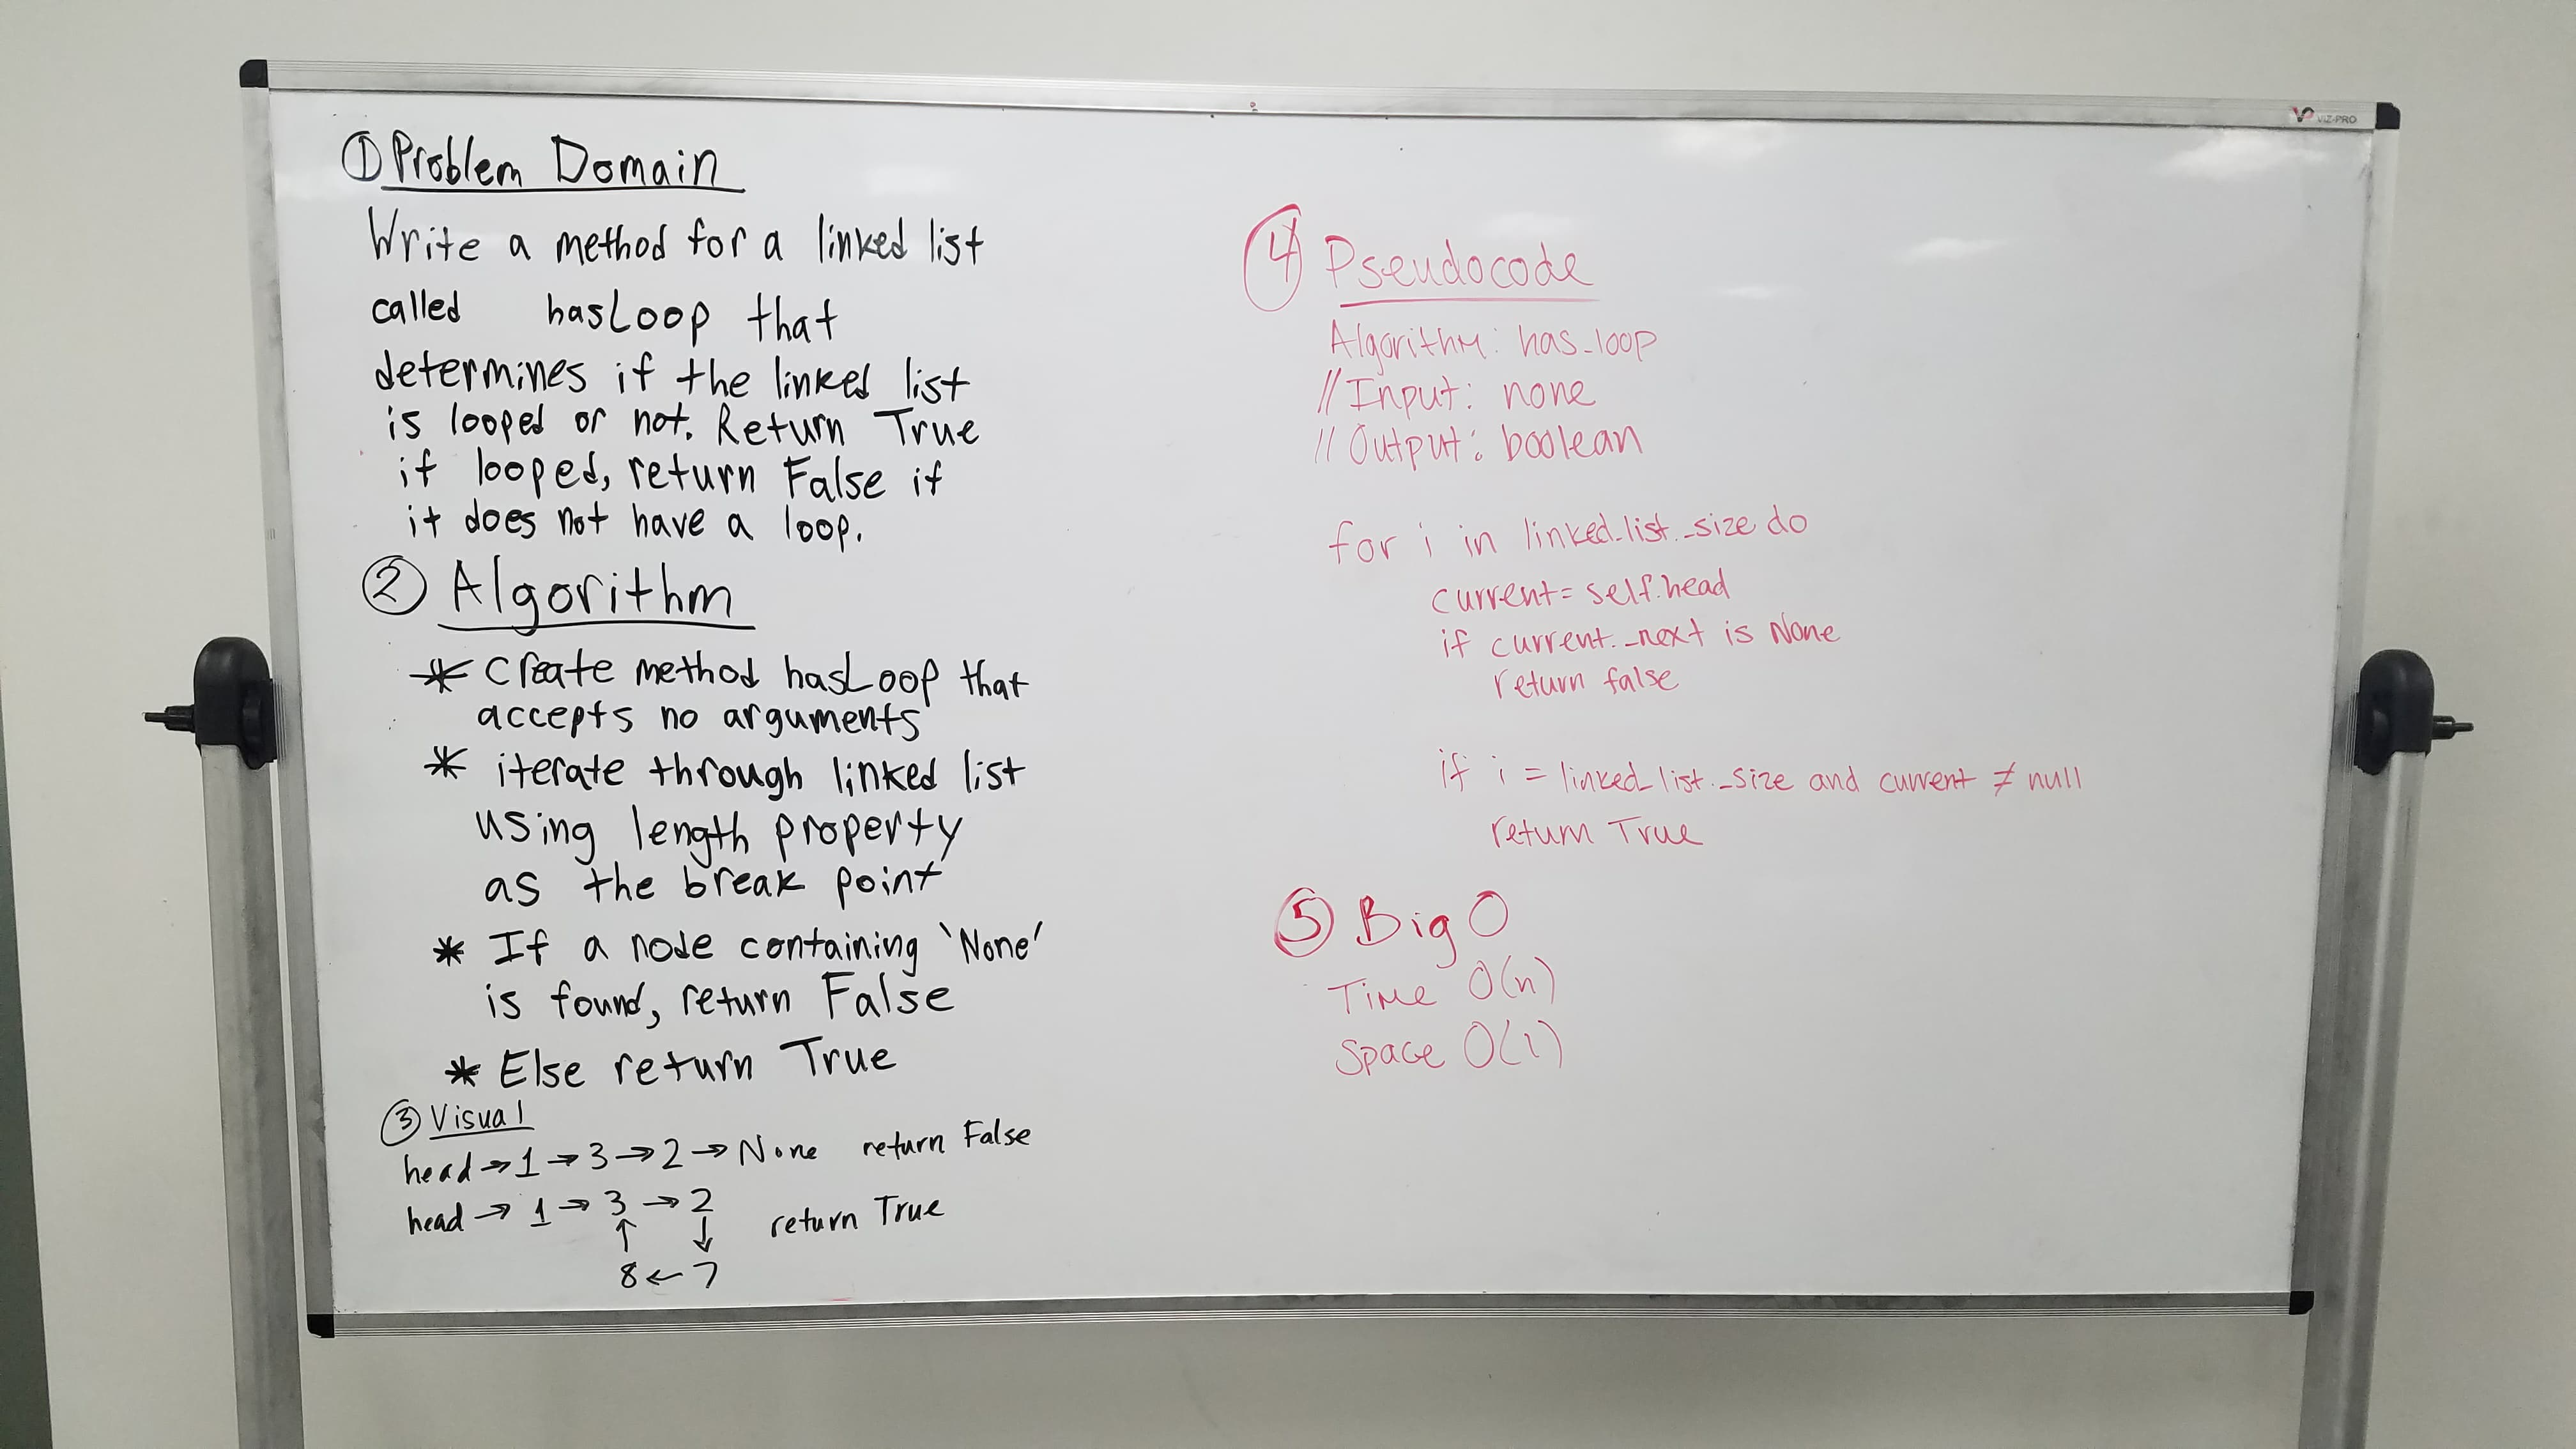 ① Problem Domain
Write a method for a linked list
called hasLoop that
determines if the linked list
is looped or not. Return True
if looped, return False if
it does not have a loop.
② Algorithm
* create method hasLoop that
accepts no arguments
* iterate through linked list
using length property
as the break point
* If a node containing 'None'
is found, return False
* Else return True
③ Visual
head → 1 → 3 → 2 → None return False
head → 1 → 3 → 2
↑ ↓ return True
8 ← 7
④ Pseudocode
Algorithm: has_loop
// Input: none
// Output: boolean
for i in linked_list._size do
current = self.head
if current._next is None
return false
if i = linked_list._size and current ≠ null
return True
⑤ Big O
Time O(n)
Space O(1)
VIZ-PRO